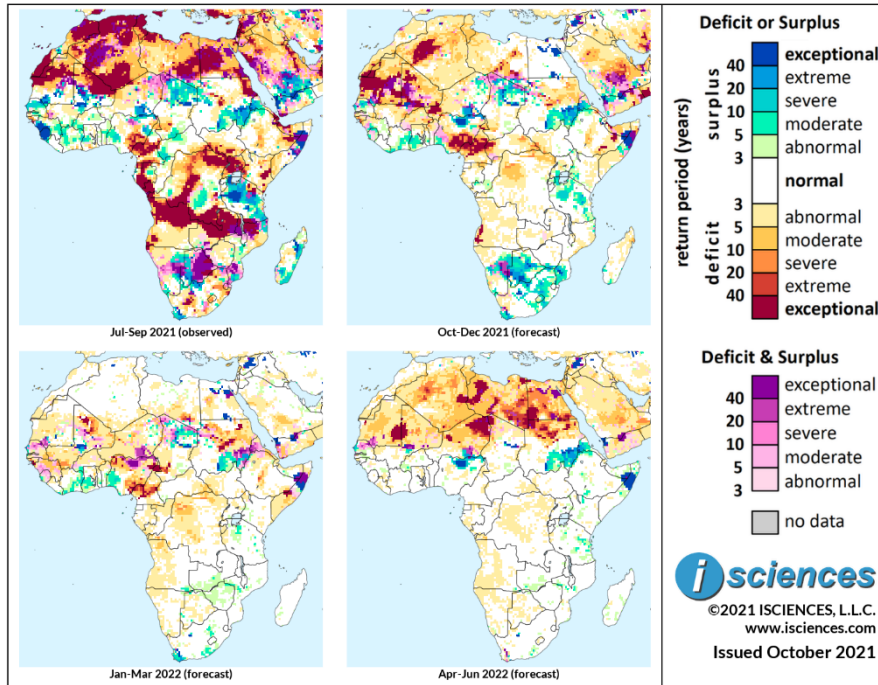 Jul-Sep 2021 (observed)
Oct-Dec 2021 (forecast)
Jan-Mar 2022 (forecast)
Apr-Jun 2022 (forecast)
Deficit or Surplus
return period (years)
surplus
deficit
40
20
10
5
3
exceptional
extreme
severe
moderate
abnormal
normal
3
5
10
20
40
abnormal
moderate
severe
extreme
exceptional
Deficit & Surplus
40
20
10
5
3
exceptional
extreme
severe
moderate
abnormal
no data
i sciences
©2021 ISCIENCES, L.L.C.
www.isciences.com
Issued October 2021